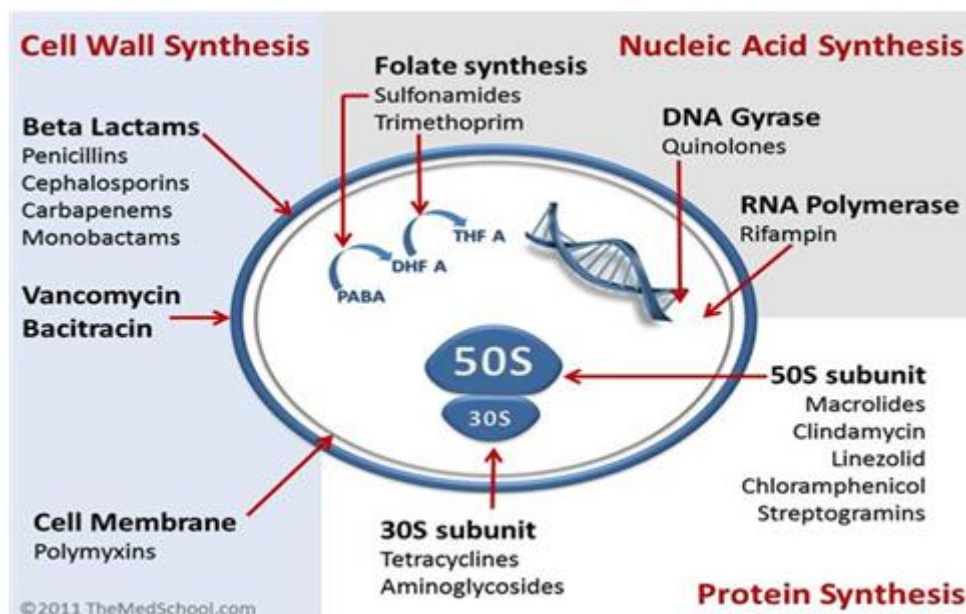 Cell Wall Synthesis
Nucleic Acid Synthesis
Folate synthesis
Sulfonamides
Trimethoprim
Beta Lactams
Penicillins
Cephalosporins
Carbapenems
Monobactams
DNA Gyrase
Quinolones
RNA Polymerase
Rifampin
THF A
DHF A
PABA
Vancomycin
Bacitracin
50S
30S
50S subunit
Macrolides
Clindamycin
Linezolid
Chloramphenicol
Streptogramins
Cell Membrane
Polymyxins
30S subunit
Tetracyclines
Aminoglycosides
Protein Synthesis
©2011 TheMedSchool.com